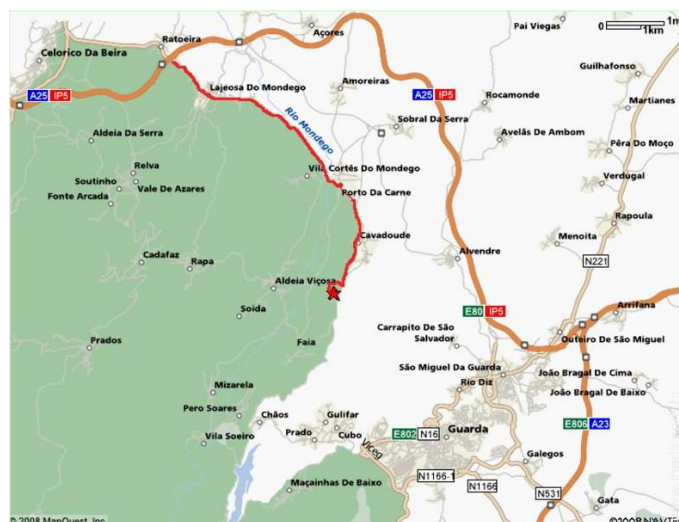 Ratoeira
Açores
Pai Viegas
0 1m
1km
Celorico Da Beira
Guilhafonso
A25 IP5
Lajeosa Do Mondego
Amoreiras
A25 IP5
Rocamonde
Martianes
Rio Mondego
Sobral Da Serra
Aldeia Da Serra
Avelãs De Ambom
Pêra Do Moço
Relva
Vila Cortês Do Mondego
Verdugal
Soutinho
Vale De Azares
Fonte Arcada
Porto Da Carne
Rapoula
Cavadoude
Menoita
Cadafaz
Rapa
Alvendre
N221
Aldeia Viçosa
Soida
E80 IP5
Arrifana
Carrapito De São
Salvador
Outeiro De São Miguel
Prados
Faia
São Miguel Da Guarda
João Bragal De Cima
Rio Diz
João Bragal De Baixo
Mizarela
Pero Soares
Chãos
Gulifar
E806 A23
Prado
Cubo
E802 N16
Guarda
Vila Soeiro
Viceg
Galegos
N1166-1
N1166
Maçainhas De Baixo
N531
Gata
©2008 MapQuest, Inc.